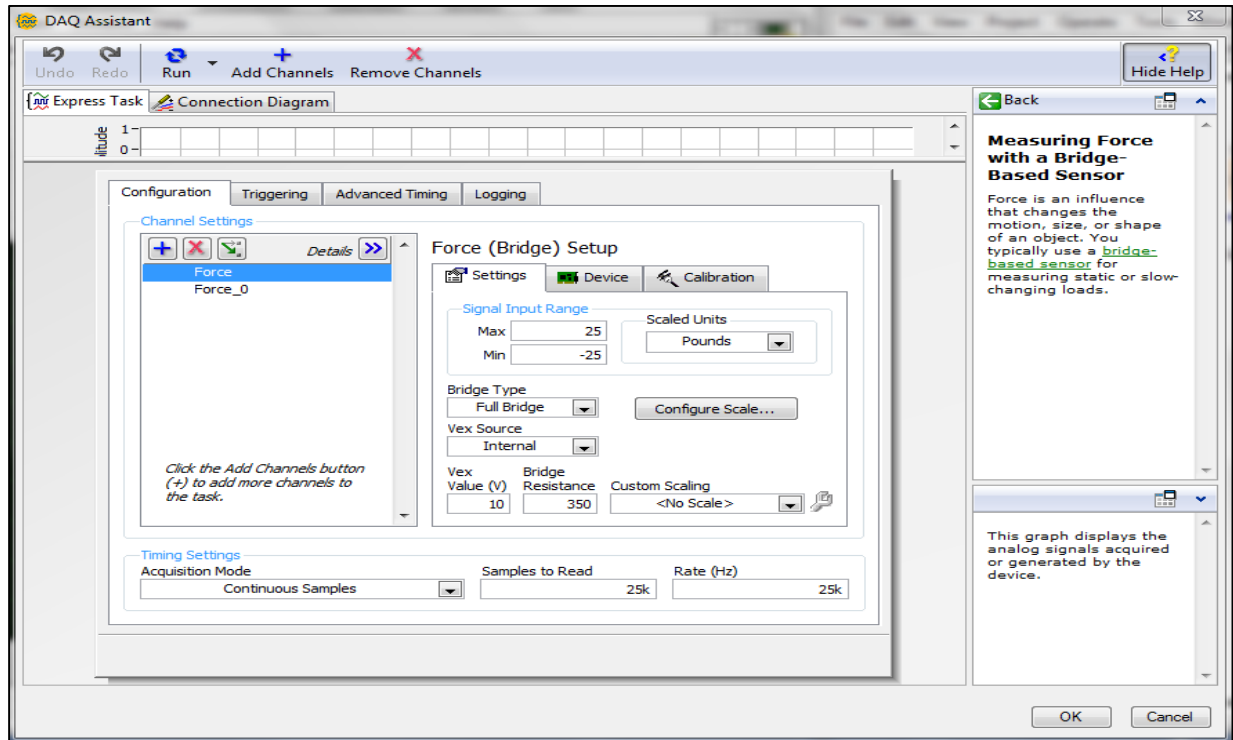 DAQ Assistant
Undo Redo Run Add Channels Remove Channels Hide Help
Express Task Connection Diagram
1
0
Configuration Triggering Advanced Timing Logging
Channel Settings
Details
Force
Force_0
Click the Add Channels button
(+) to add more channels to
the task.
Force (Bridge) Setup
Settings Device Calibration
Signal Input Range
Max 25
Min -25
Scaled Units
Pounds
Bridge Type
Full Bridge
Configure Scale...
Vex Source
Internal
Vex
Value (V)
10
Bridge
Resistance
350
Custom Scaling
<No Scale>
Timing Settings
Acquisition Mode
Continuous Samples
Samples to Read
25k
Rate (Hz)
25k
Back
Measuring Force
with a Bridge-
Based Sensor
Force is an influence
that changes the
motion, size, or shape
of an object. You
typically use a bridge-
based sensor for
measuring static or slow-
changing loads.
This graph displays the
analog signals acquired
or generated by the
device.
OK Cancel